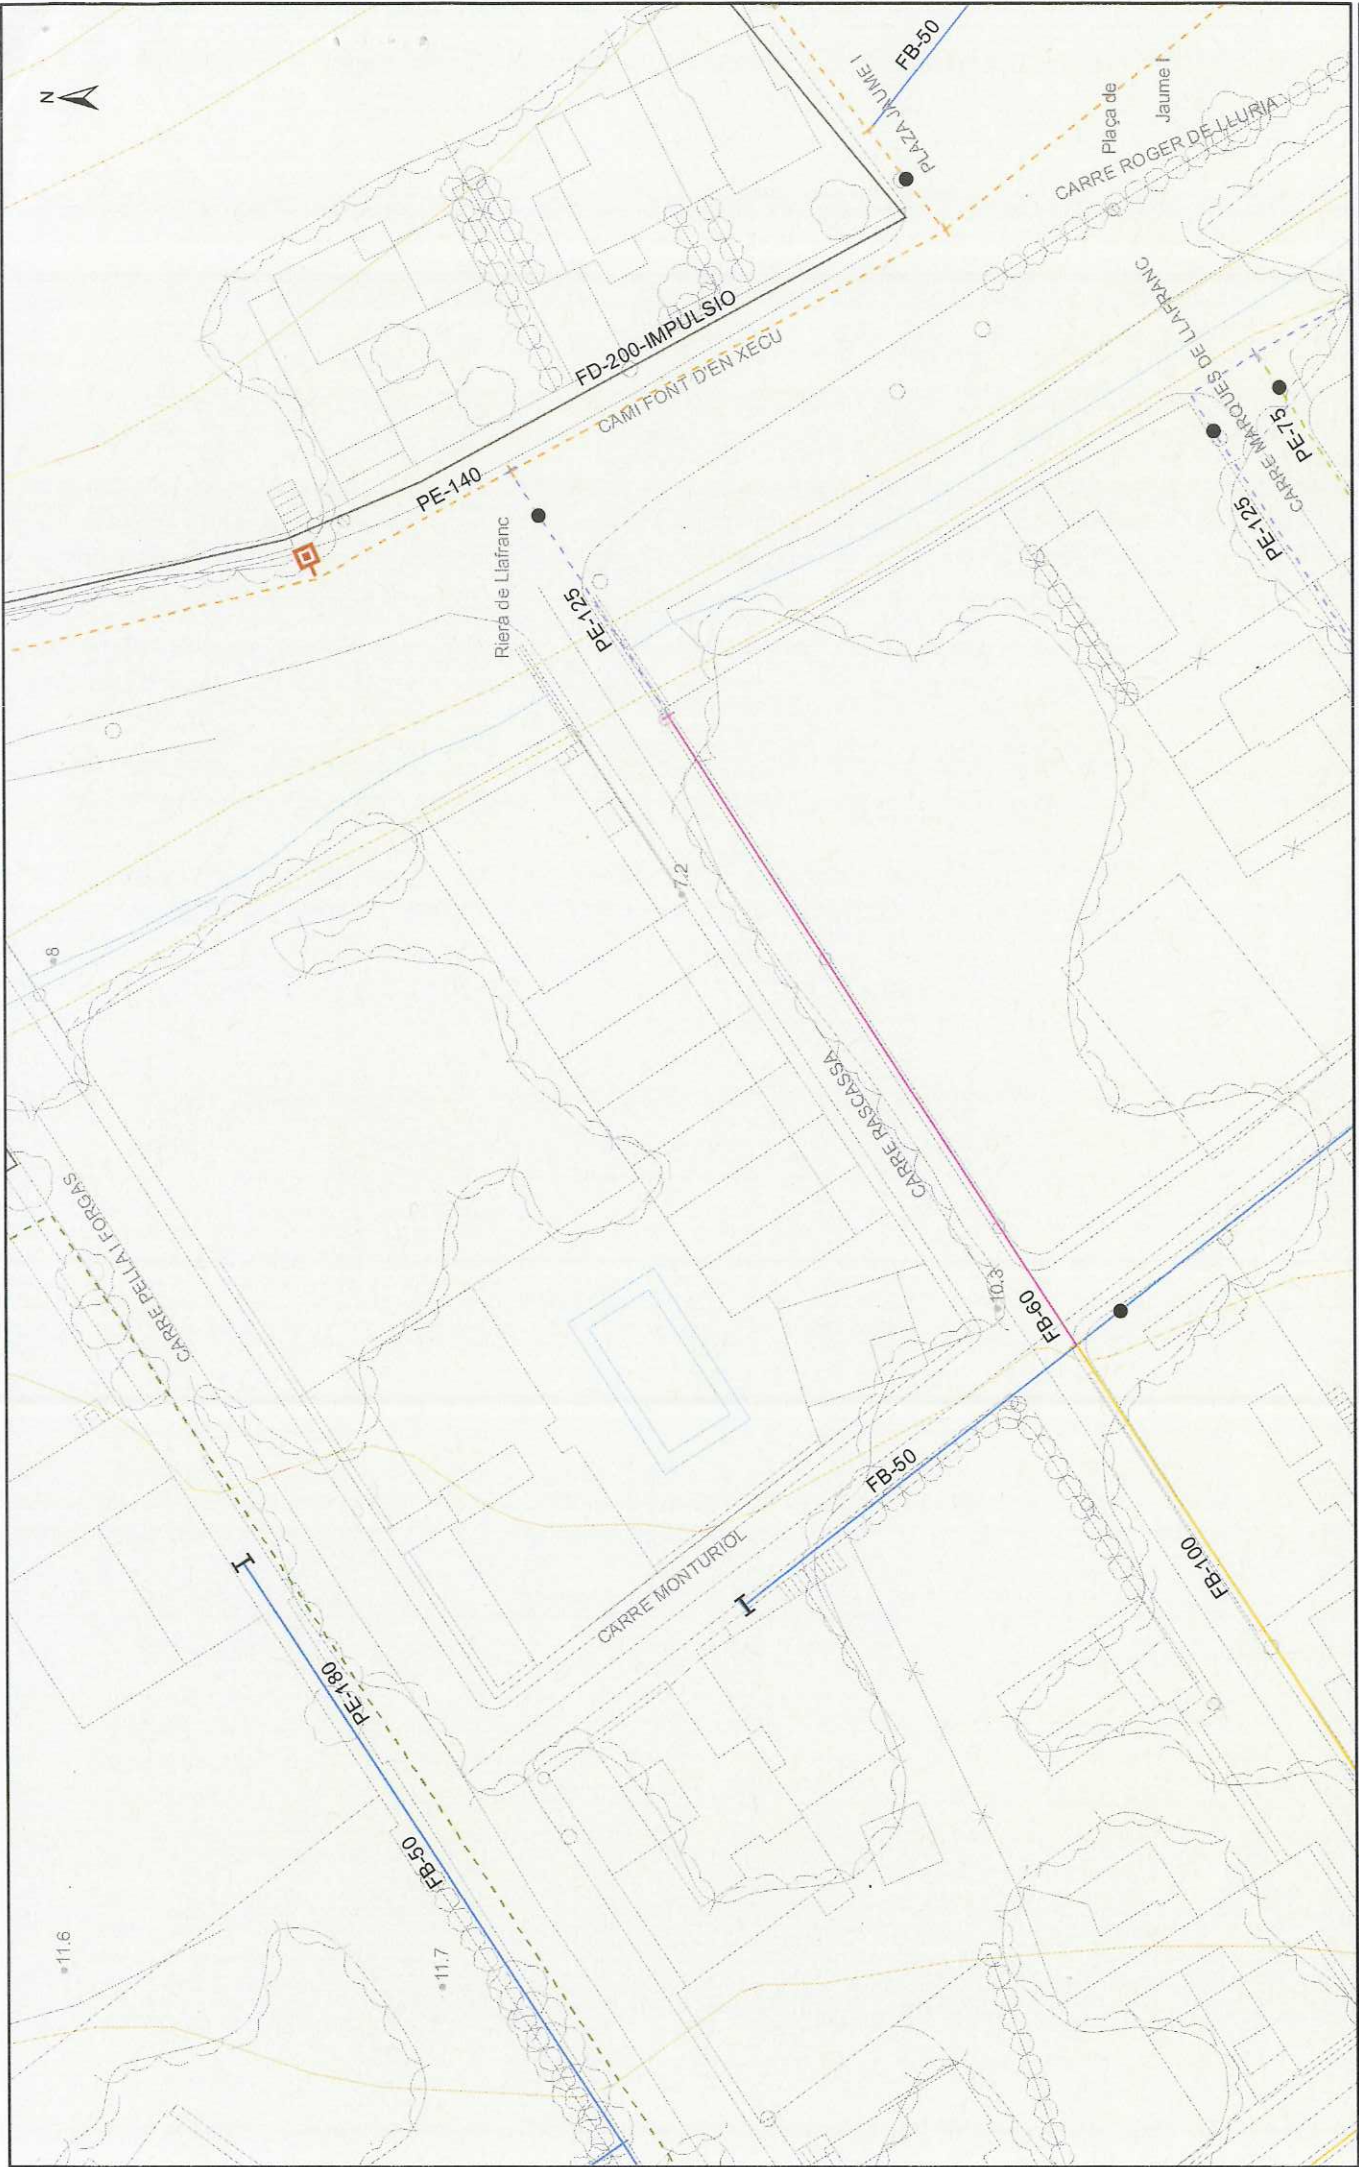 N
FB-50
PLAZA JAUME I
Plaça de
Jaume I
CARRE ROGER DE LLURIA
FD-200-IMPULSIO
CAMI FONT D'EN XECU
CARRE MARQUES DE LLAFRANC
PE-140
PE-75
PE-125
Riera de Llafranc
PE-125
7.2
8
CARRE RASCASSA
CARRE PELLA I FORGAS
10.3
FB-60
FB-50
FB-100
CARRE MONTURIOL
PE-180
FB-50
11.6
11.7